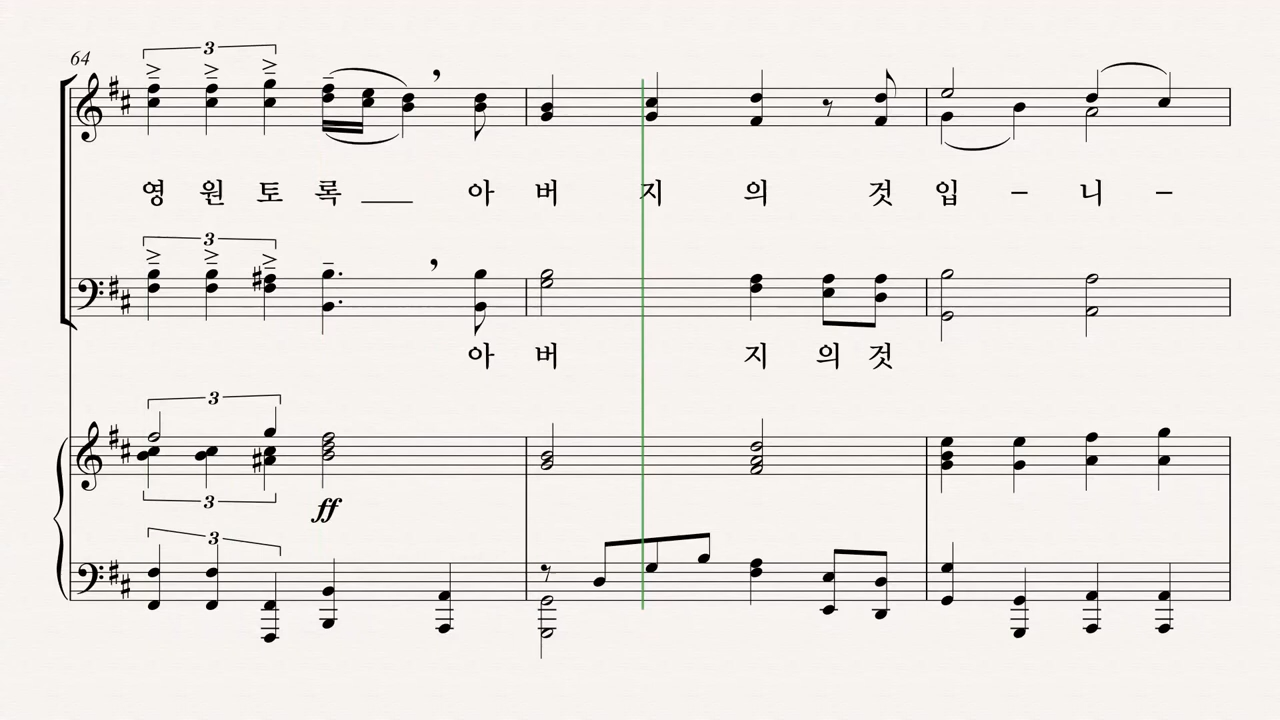 64
3
영 원 토 록 __ 아 버 지 의 것 입 – 니 –
3
아 버 지 의 것
3
3
ff
3